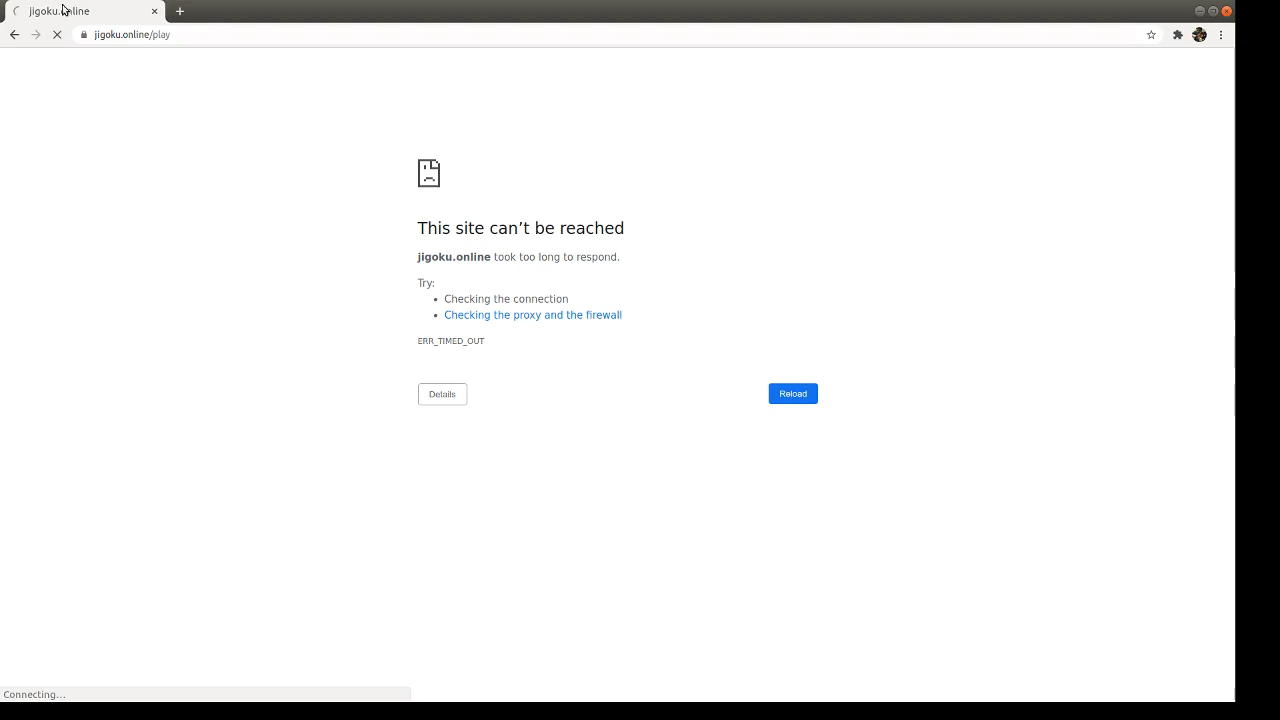 jigoku.online
jigoku.online/play
This site can’t be reached
jigoku.online took too long to respond.
Try:
• Checking the connection
• Checking the proxy and the firewall
ERR_TIMED_OUT
Details
Reload
Connecting...